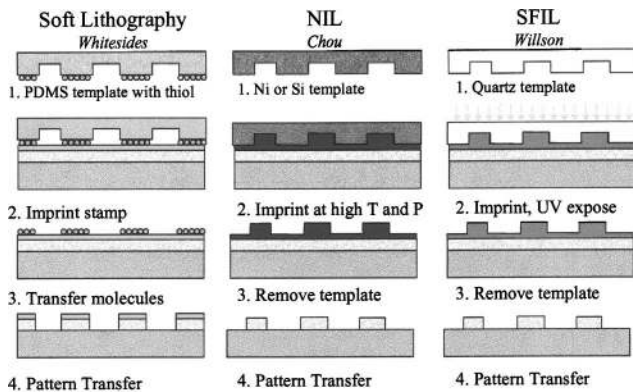 Soft Lithography
Whitesides
1. PDMS template with thiol
2. Imprint stamp
3. Transfer molecules
4. Pattern Transfer
NIL
Chou
1. Ni or Si template
2. Imprint at high T and P
3. Remove template
4. Pattern Transfer
SFIL
Willson
1. Quartz template
2. Imprint, UV expose
3. Remove template
4. Pattern Transfer